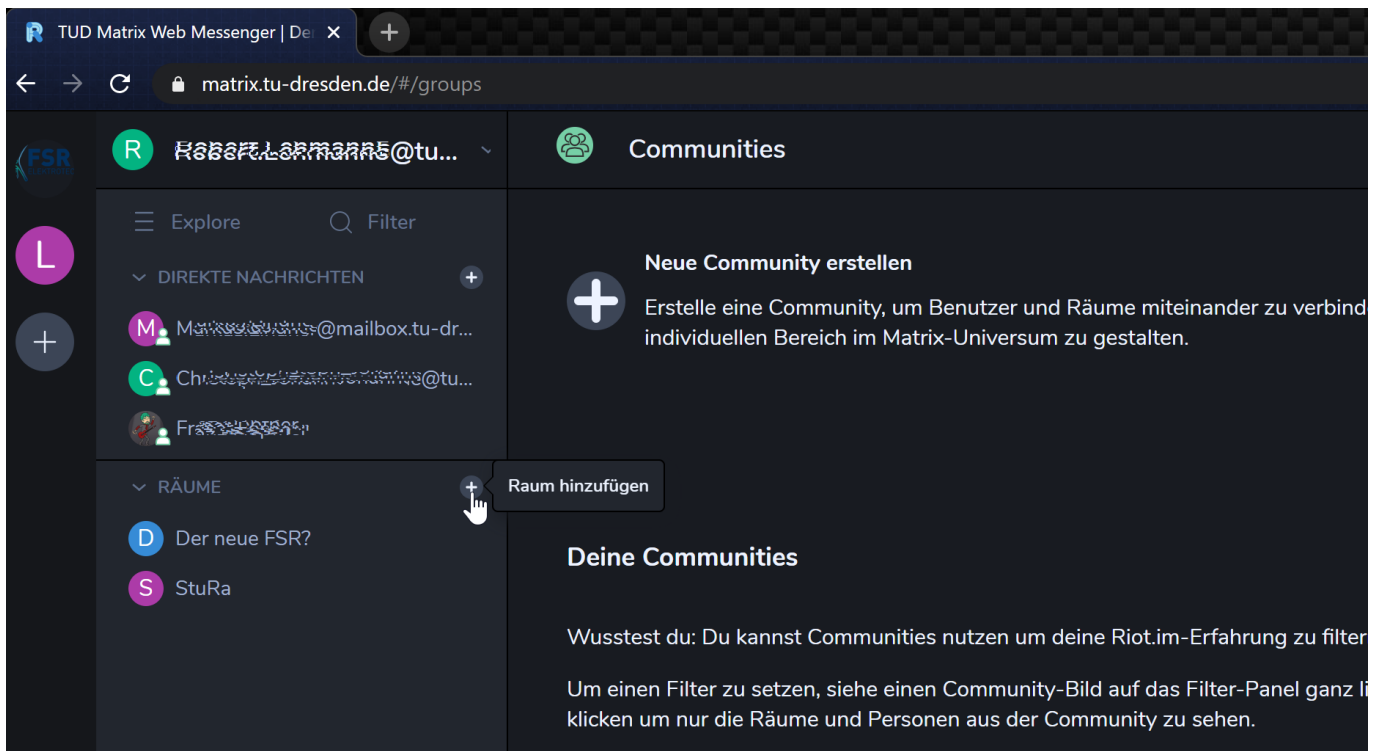 TUD Matrix Web Messenger | De
matrix.tu-dresden.de/#/groups
FSR
R
@tu...
Communities
Explore
Filter
L
DIREKTE NACHRICHTEN
M
@mailbox.tu-dr...
C
@tu...
RÄUME
Raum hinzufügen
D
Der neue FSR?
S
StuRa
Neue Community erstellen
Erstelle eine Community, um Benutzer und Räume miteinander zu verbind
individuellen Bereich im Matrix-Universum zu gestalten.
Deine Communities
Wusstest du: Du kannst Communities nutzen um deine Riot.im-Erfahrung zu filter
Um einen Filter zu setzen, siehe einen Community-Bild auf das Filter-Panel ganz li
klicken um nur die Räume und Personen aus der Community zu sehen.